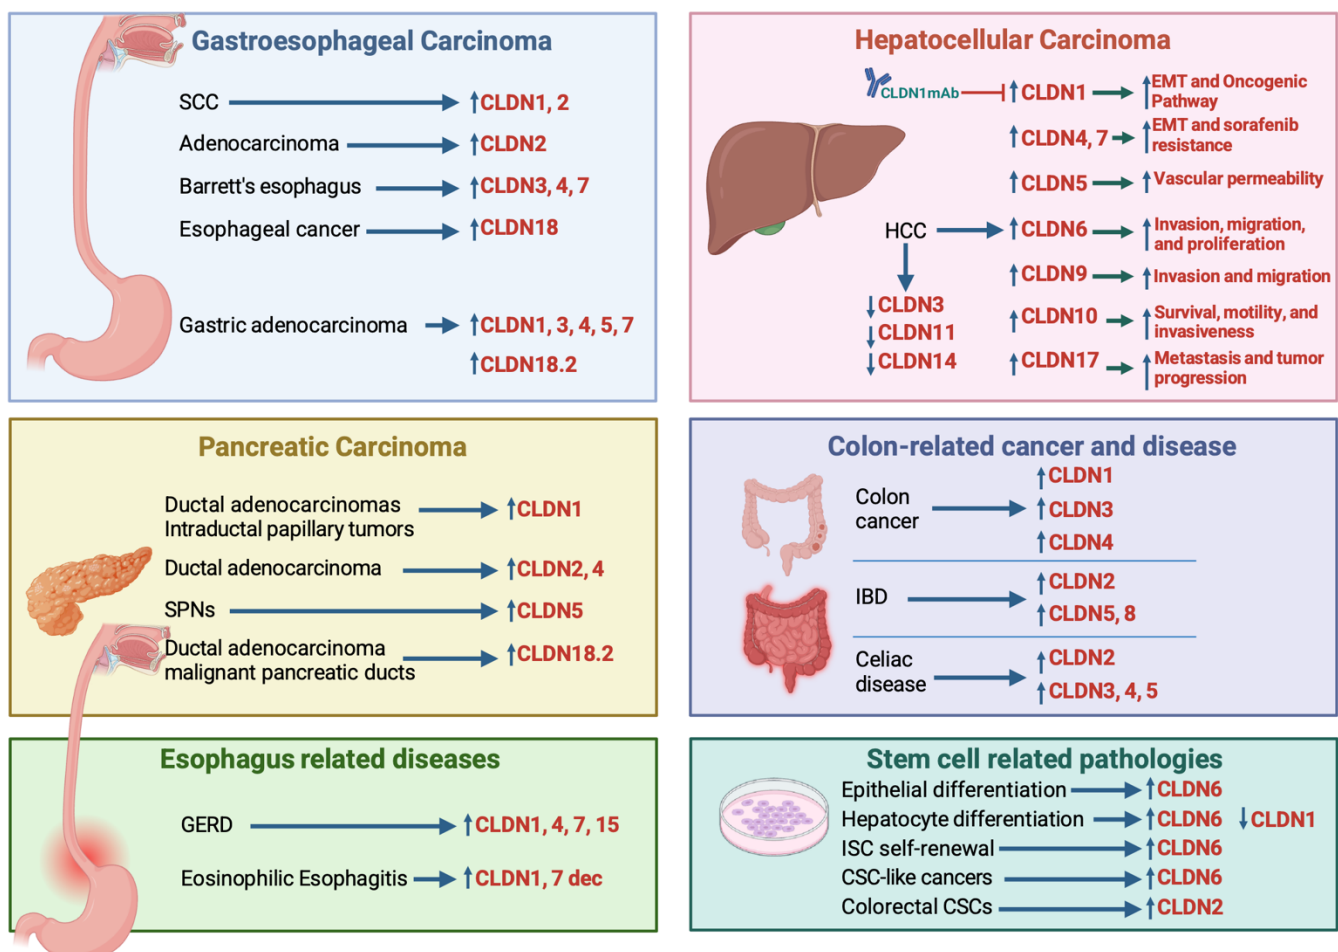 Gastroesophageal Carcinoma
SCC ↑CLDN1, 2
Adenocarcinoma ↑CLDN2
Barrett's esophagus ↑CLDN3, 4, 7
Esophageal cancer ↑CLDN18
Gastric adenocarcinoma ↑CLDN1, 3, 4, 5, 7
↑CLDN18.2
Hepatocellular Carcinoma
CLDN1mAb ↑CLDN1 ↑EMT and Oncogenic
Pathway
↑CLDN4, 7 ↑EMT and sorafenib
resistance
↑CLDN5 ↑Vascular permeability
HCC ↑CLDN6 ↑Invasion, migration,
and proliferation
↑CLDN9 ↑Invasion and migration
↓CLDN3
↓CLDN11
↓CLDN14
↑CLDN10 ↑Survival, motility, and
invasiveness
↑CLDN17 ↑Metastasis and tumor
progression
Pancreatic Carcinoma
Ductal adenocarcinomas
Intraductal papillary tumors ↑CLDN1
Ductal adenocarcinoma ↑CLDN2, 4
SPNs ↑CLDN5
Ductal adenocarcinoma
malignant pancreatic ducts ↑CLDN18.2
Colon-related cancer and disease
Colon
cancer
↑CLDN1
↑CLDN3
↑CLDN4
IBD
↑CLDN2
↑CLDN5, 8
Celiac
disease
↑CLDN2
↑CLDN3, 4, 5
Esophagus related diseases
GERD ↑CLDN1, 4, 7, 15
Eosinophilic Esophagitis ↑CLDN1, 7 dec
Stem cell related pathologies
Epithelial differentiation ↑CLDN6
Hepatocyte differentiation ↑CLDN6 ↓CLDN1
ISC self-renewal ↑CLDN6
CSC-like cancers ↑CLDN6
Colorectal CSCs ↑CLDN2